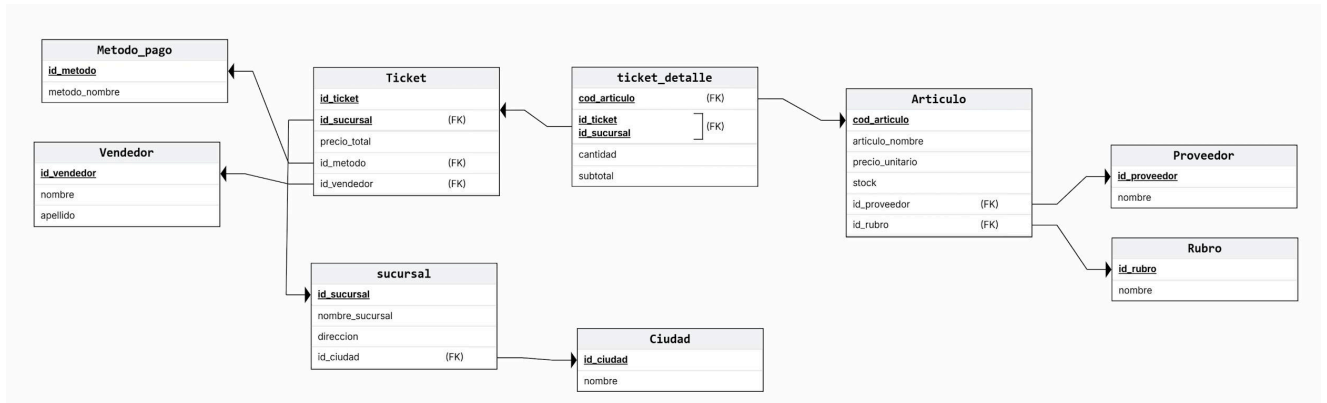 Metodo_pago
id_metodo
metodo_nombre
Vendedor
id_vendedor
nombre
apellido
Ticket
id_ticket
id_sucursal (FK)
precio_total
id_metodo (FK)
id_vendedor (FK)
sucursal
id_sucursal
nombre_sucursal
direccion
id_ciudad (FK)
ticket_detalle
cod_articulo (FK)
id_ticket
id_sucursal (FK)
cantidad
subtotal
Ciudad
id_ciudad
nombre
Articulo
cod_articulo
articulo_nombre
precio_unitario
stock
id_proveedor (FK)
id_rubro (FK)
Proveedor
id_proveedor
nombre
Rubro
id_rubro
nombre